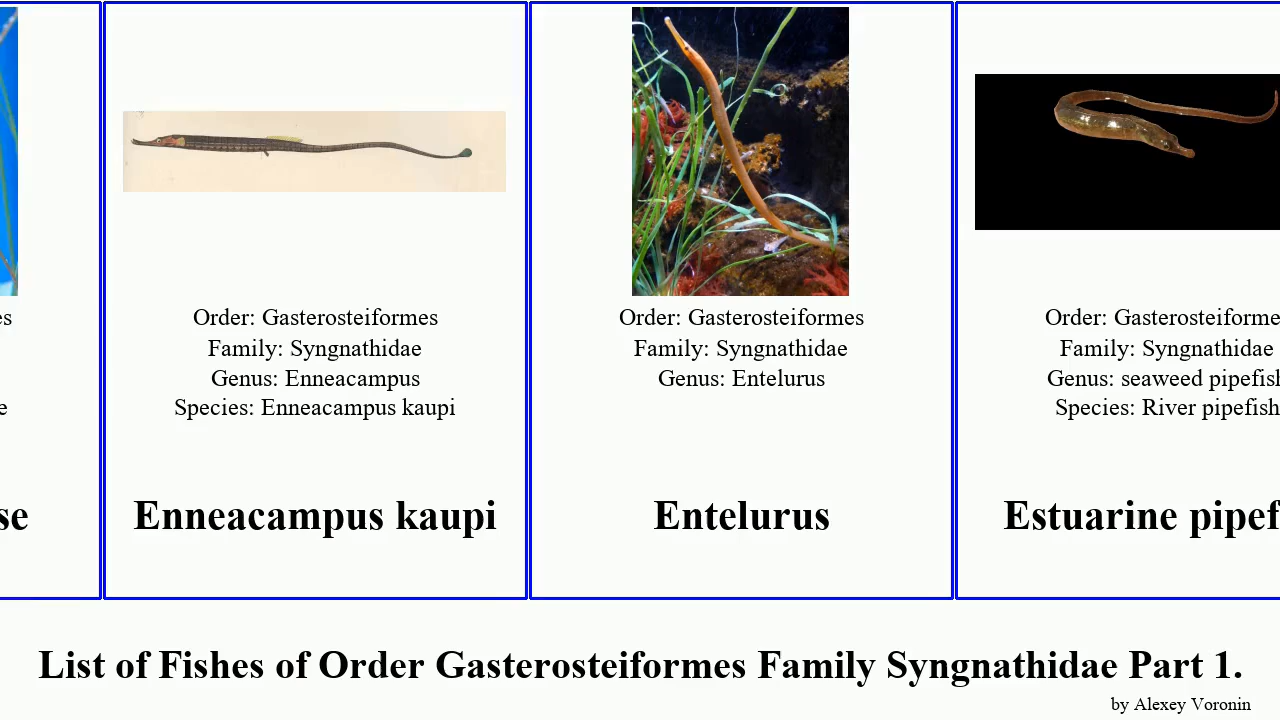 es
e
se
Order: Gasterosteiformes
Family: Syngnathidae
Genus: Enneacampus
Species: Enneacampus kaupi
Enneacampus kaupi
Order: Gasterosteiformes
Family: Syngnathidae
Genus: Entelurus
Entelurus
Order: Gasterosteiforme
Family: Syngnathidae
Genus: seaweed pipefish
Species: River pipefish
Estuarine pipef
List of Fishes of Order Gasterosteiformes Family Syngnathidae Part 1.
by Alexey Voronin